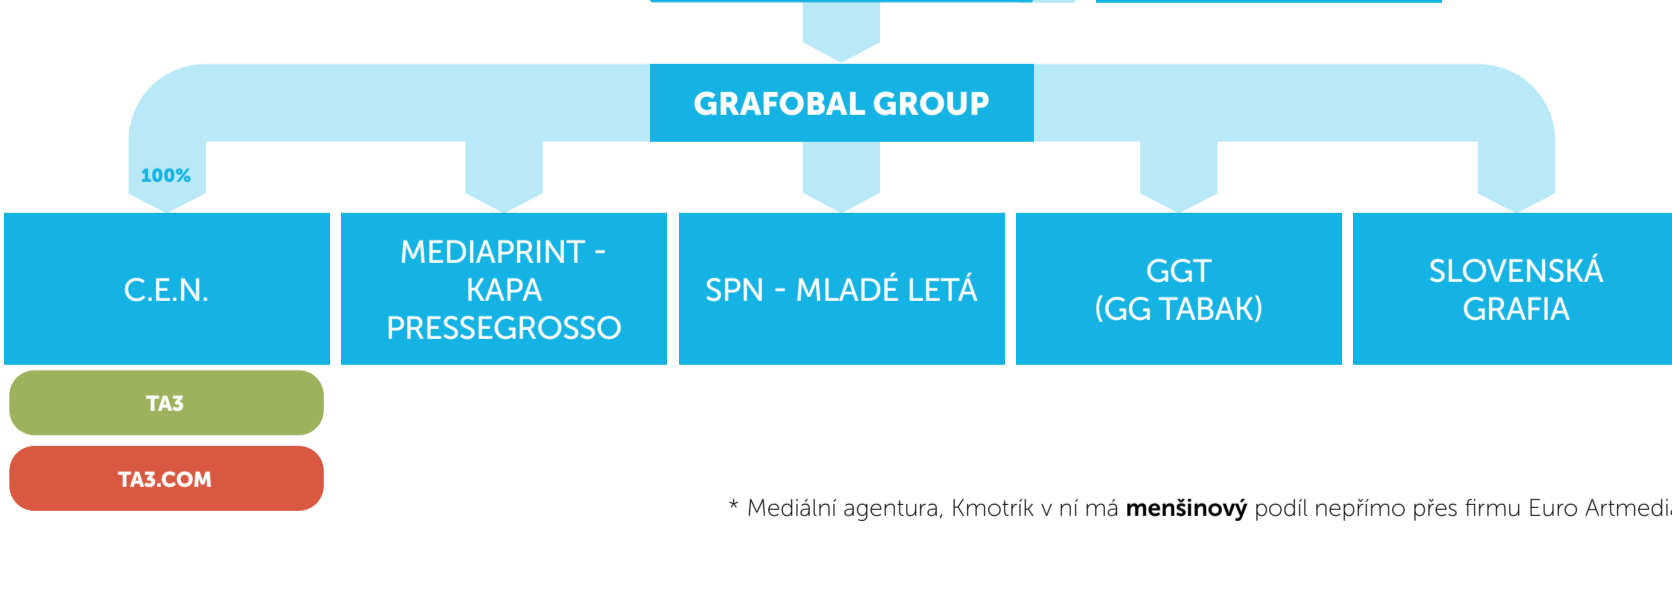 GRAFOBAL GROUP
100%
C.E.N.
MEDIAPRINT -
KAPA
PRESSEGROSSO
SPN - MLADÉ LETÁ
GGT
(GG TABAK)
SLOVENSKÁ
GRAFIA
TA3
TA3.COM
* Mediální agentura, Kmotrík v ní má menšinový podíl nepřímo přes firmu Euro Artmedia